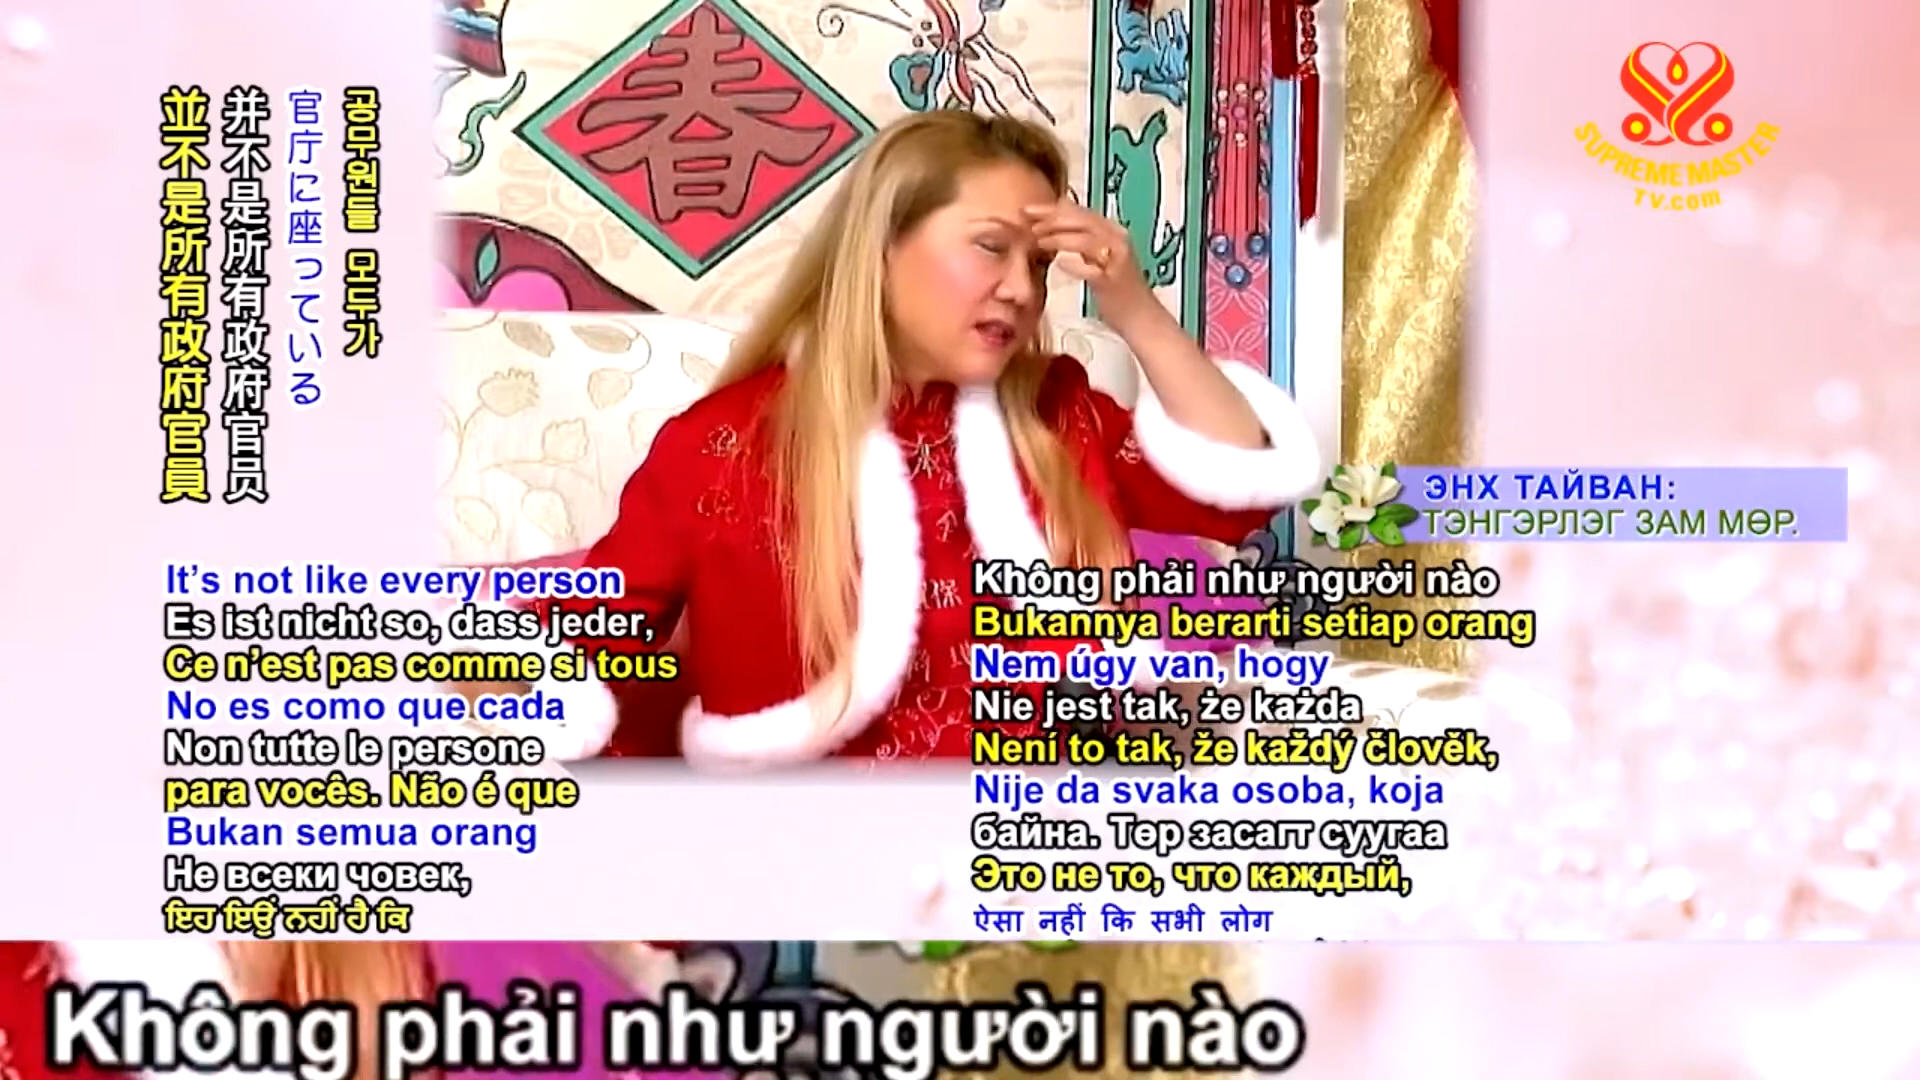 春
SUPREME MASTER
TV.com
공무원들 모두가
官庁に座っている
并不是所有政府官员
並不是所有政府官員
ЭНХ ТАЙВАН:
ТЭНГЭРЛЭГ ЗАМ МӨР.
It's not like every person
Es ist nicht so, dass jeder,
Ce n'est pas comme si tous
No es como que cada
Non tutte le persone
para vocês. Não é que
Bukan semua orang
Не всеки човек,
ਇਹ ਇਉਂ ਨਹੀਂ ਹੈ ਕਿ
Không phải như người nào
Bukannya berarti setiap orang
Nem úgy van, hogy
Nie jest tak, że każda
Není to tak, že každý člověk,
Nije da svaka osoba, koja
байна. Төр засагт суугаа
Это не то, что каждый,
ऐसा नहीं कि सभी लोग
Không phải như người nào